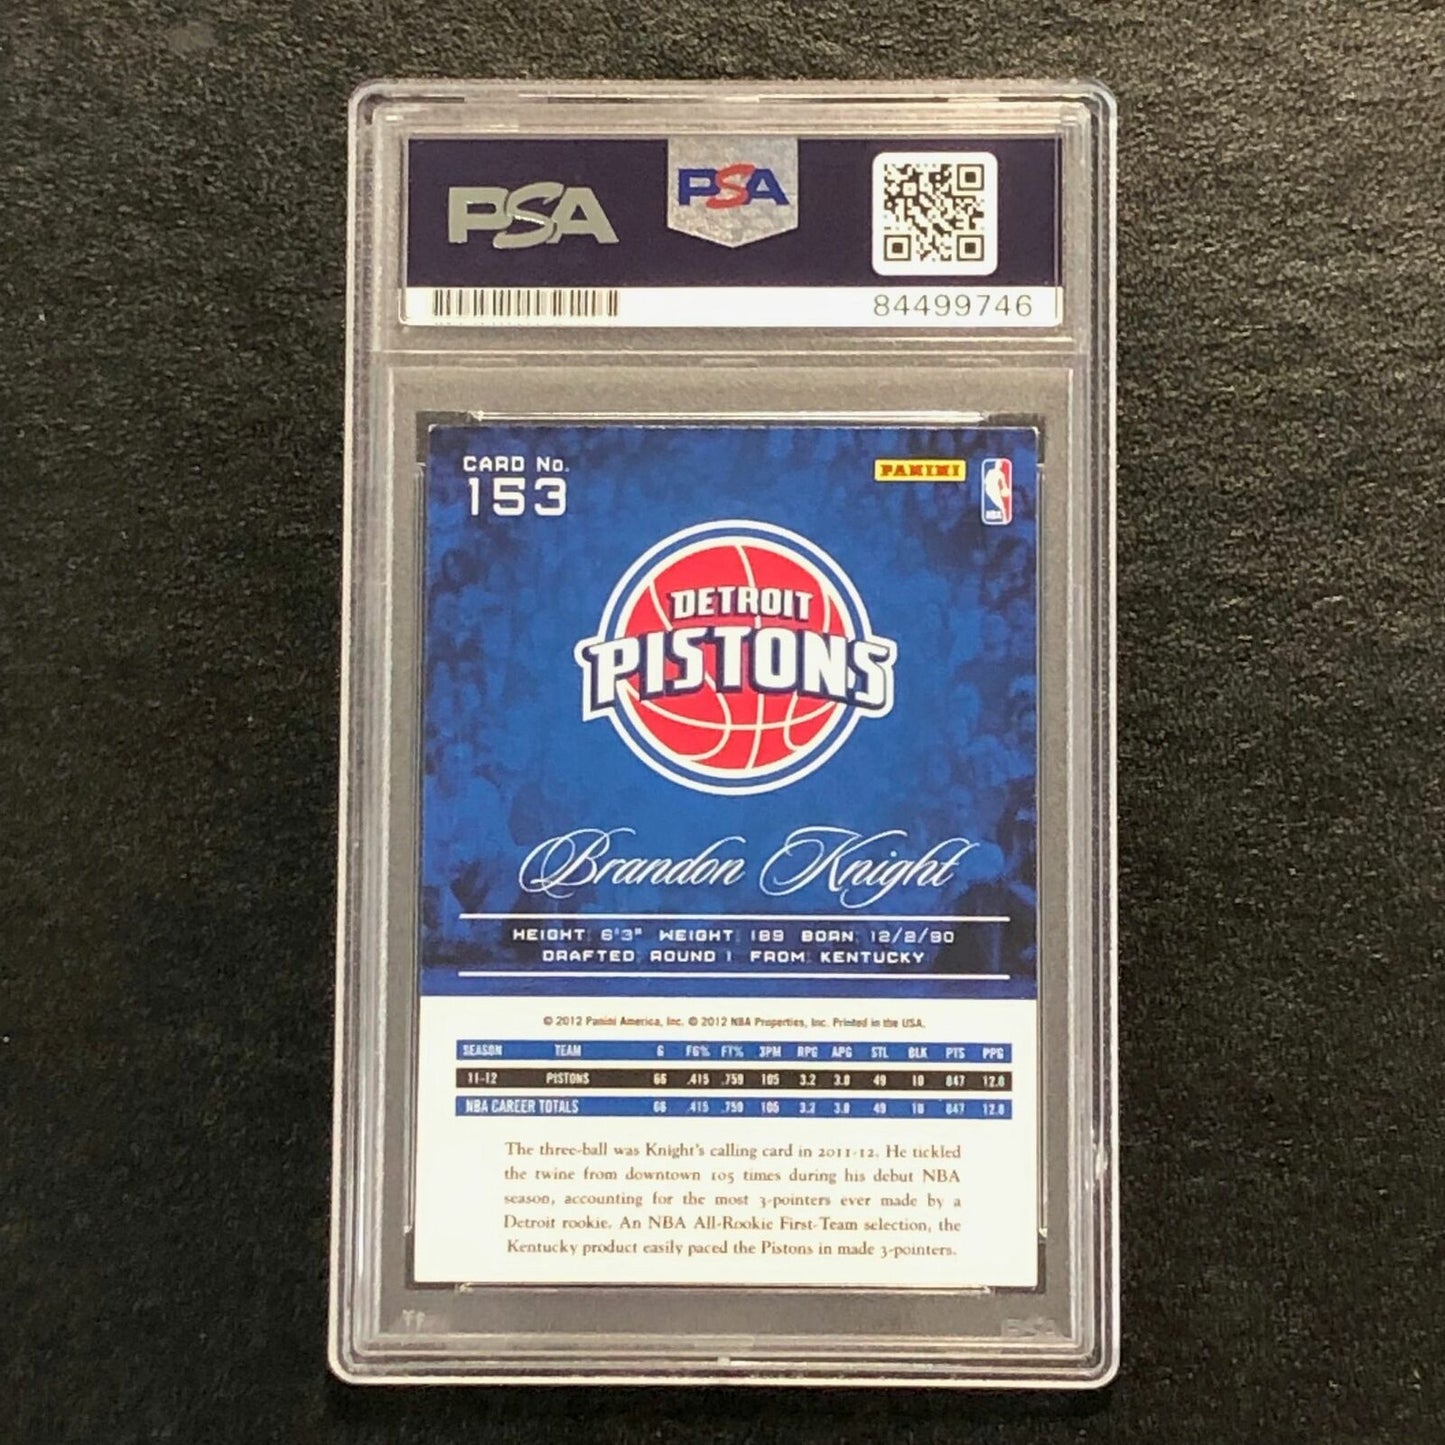 PSA PSA
84499746
CARD No. PANINI
153 NBA
DETROIT
PISTONS
Brandon Knight
HEIGHT: 6'3" WEIGHT: 189 BORN: 12/2/90
DRAFTED: ROUND 1 FROM: KENTUCKY
© 2012 Panini America, Inc. © 2012 NBA Properties, Inc. Printed in the USA.
SEASON TEAM G FG% FT% 3PM RPG APG STL BLK PTS PPG
11-12 PISTONS 66 .415 .759 105 3.2 3.8 49 10 847 12.8
NBA CAREER TOTALS 66 .415 .759 105 3.2 3.8 49 10 847 12.8
The three-ball was Knight's calling card in 2011-12. He tickled
the twine from downtown 105 times during his debut NBA
season, accounting for the most 3-pointers ever made by a
Detroit rookie. An NBA All-Rookie First-Team selection, the
Kentucky product easily paced the Pistons in made 3-pointers.